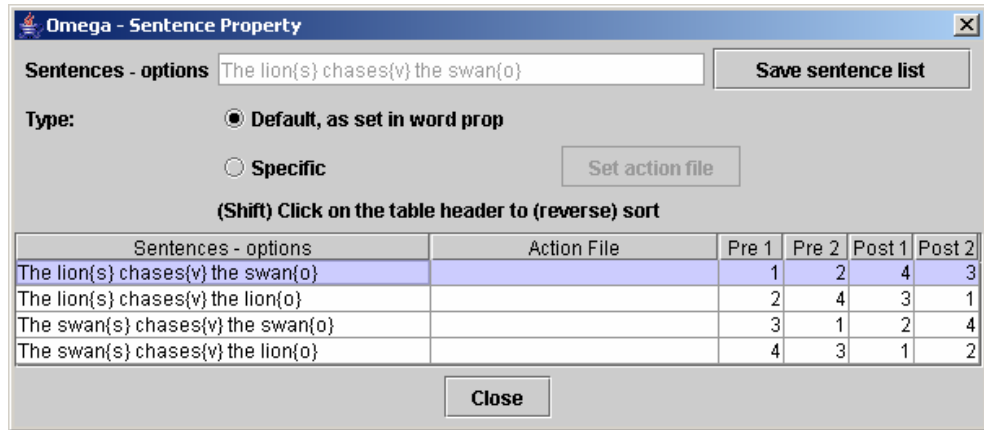 Omega - Sentence Property
Sentences - options The lion{s} chases{v} the swan{o} Save sentence list
Type: Default, as set in word prop
Specific Set action file
(Shift) Click on the table header to (reverse) sort
Sentences - options Action File Pre 1 Pre 2 Post 1 Post 2
The lion{s} chases{v} the swan{o} 1 2 4 3
The lion{s} chases{v} the lion{o} 2 4 3 1
The swan{s} chases{v} the swan{o} 3 1 2 4
The swan{s} chases{v} the lion{o} 4 3 1 2
Close